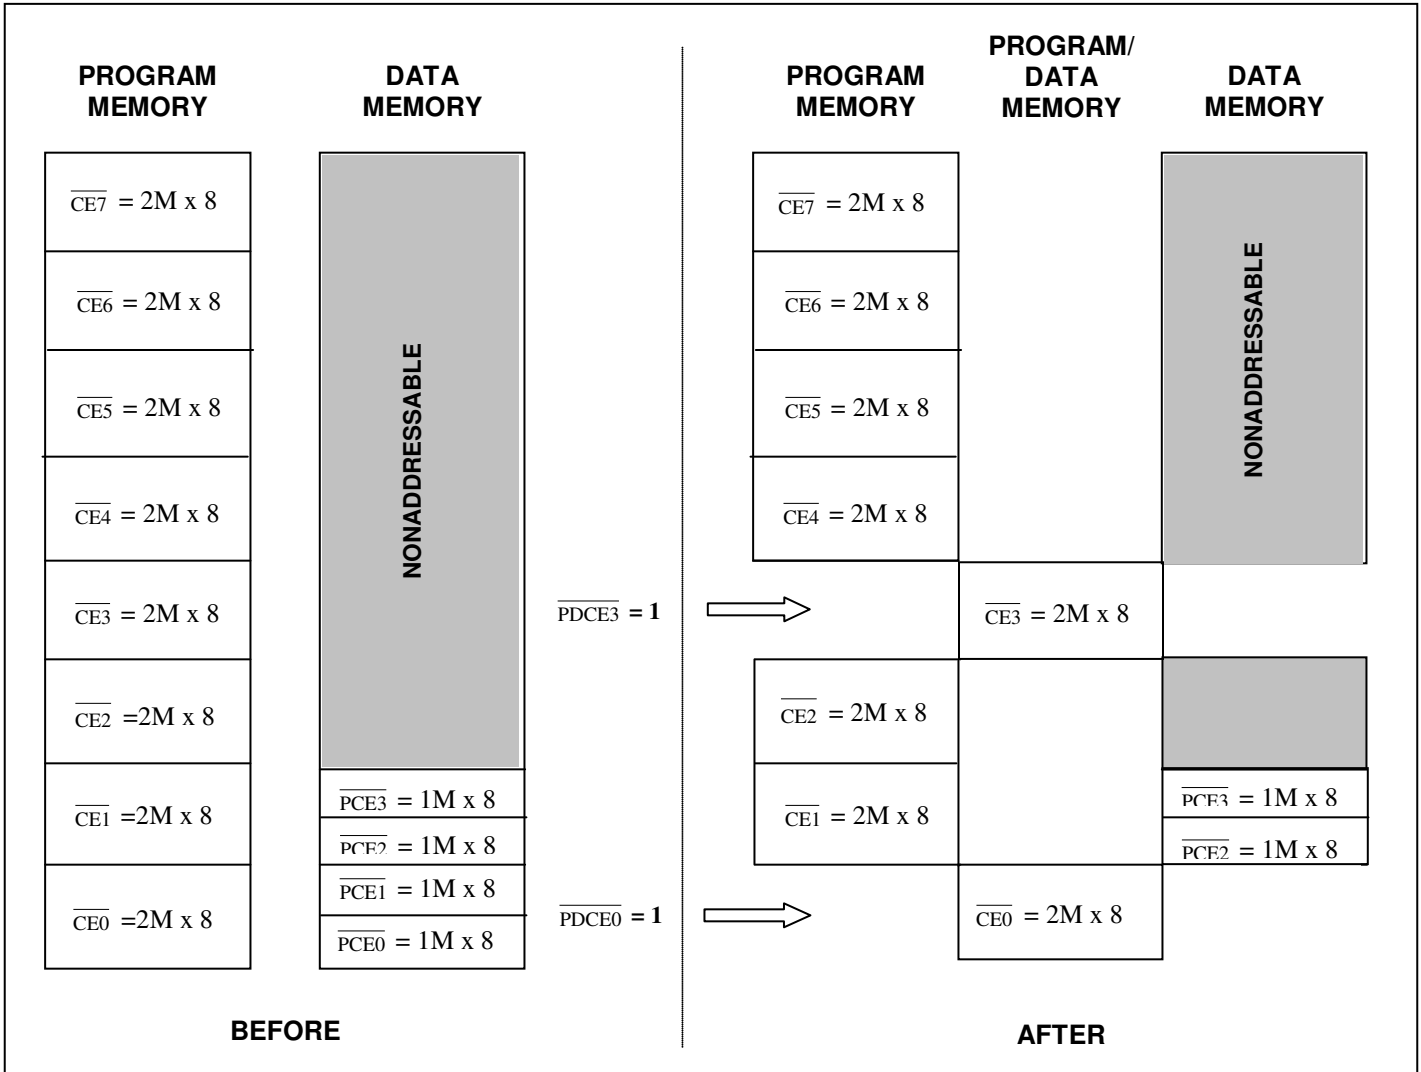 PROGRAM
MEMORY
DATA
MEMORY
CE7 = 2M x 8
CE6 = 2M x 8
CE5 = 2M x 8
CE4 = 2M x 8
CE3 = 2M x 8
CE2 =2M x 8
CE1 =2M x 8
CE0 =2M x 8
NONADDRESSABLE
PCE3 = 1M x 8
PCE2 = 1M x 8
PCE1 = 1M x 8
PCE0 = 1M x 8
BEFORE
PDCE3 = 1
PDCE0 = 1
PROGRAM
MEMORY
PROGRAM/
DATA
MEMORY
DATA
MEMORY
CE7 = 2M x 8
CE6 = 2M x 8
CE5 = 2M x 8
CE4 = 2M x 8
CE3 = 2M x 8
CE2 = 2M x 8
CE1 = 2M x 8
CE0 = 2M x 8
NONADDRESSABLE
PCE3 = 1M x 8
PCE2 = 1M x 8
AFTER